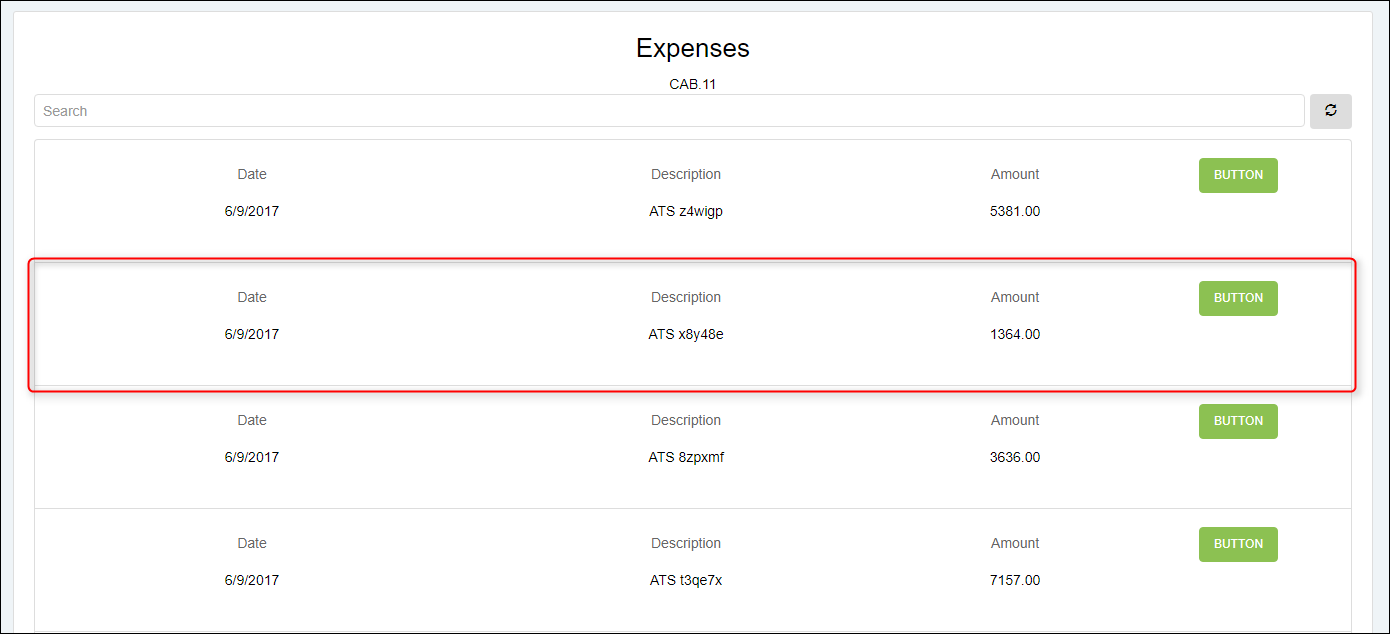 Expenses
CAB.11
Search
Date Description Amount BUTTON
6/9/2017 ATS z4wigp 5381.00
Date Description Amount BUTTON
6/9/2017 ATS x8y48e 1364.00
Date Description Amount BUTTON
6/9/2017 ATS 8zpxmf 3636.00
Date Description Amount BUTTON
6/9/2017 ATS t3qe7x 7157.00